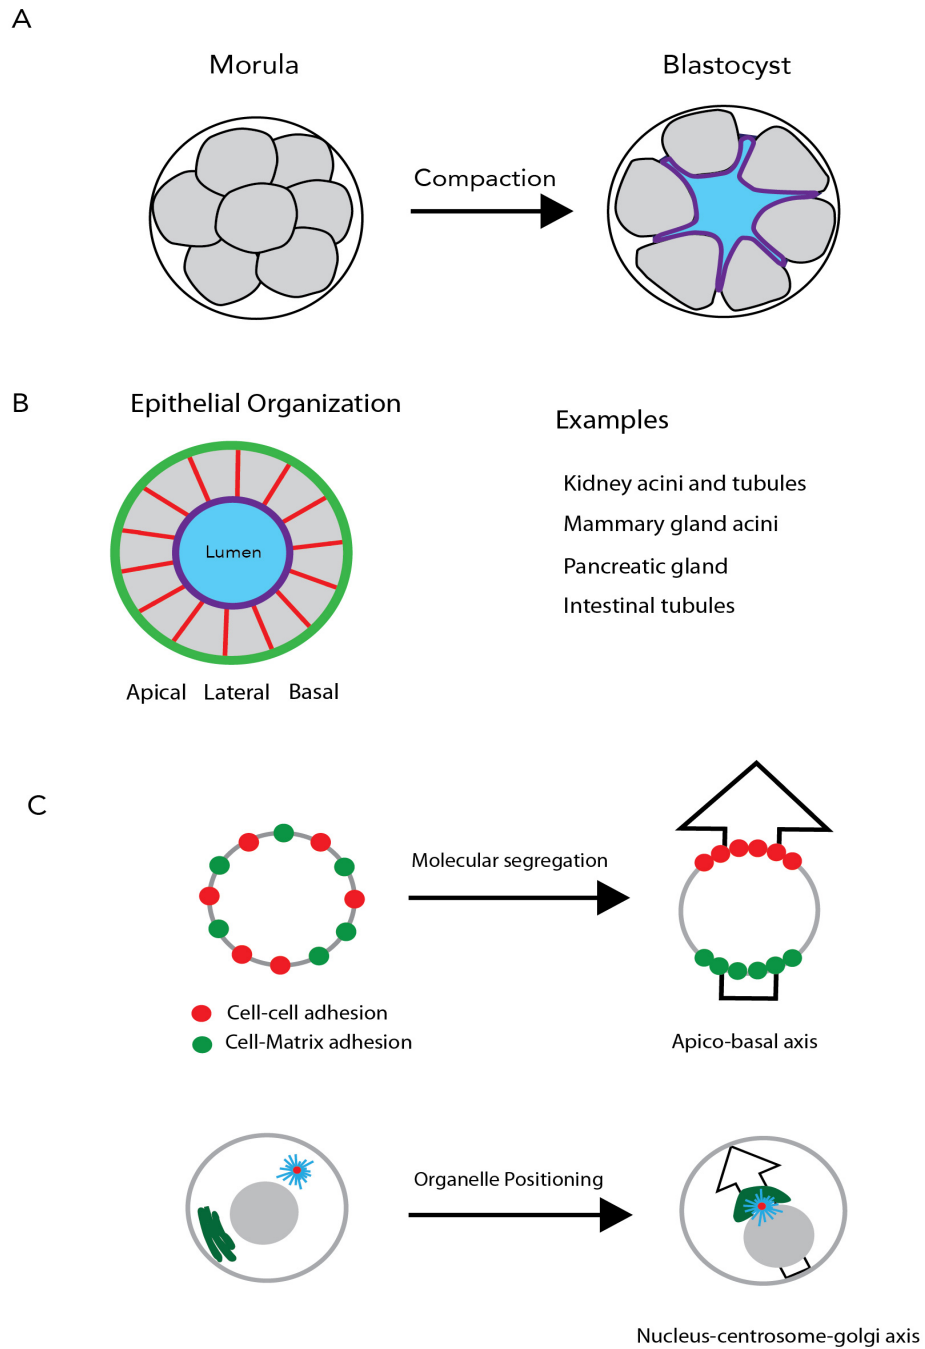 A
Morula
Blastocyst
Compaction
B
Epithelial Organization
Examples
Lumen
Kidney acini and tubules
Mammary gland acini
Pancreatic gland
Intestinal tubules
Apical Lateral Basal
C
Molecular segregation
Cell-cell adhesion
Cell-Matrix adhesion
Apico-basal axis
Organelle Positioning
Nucleus-centrosome-golgi axis